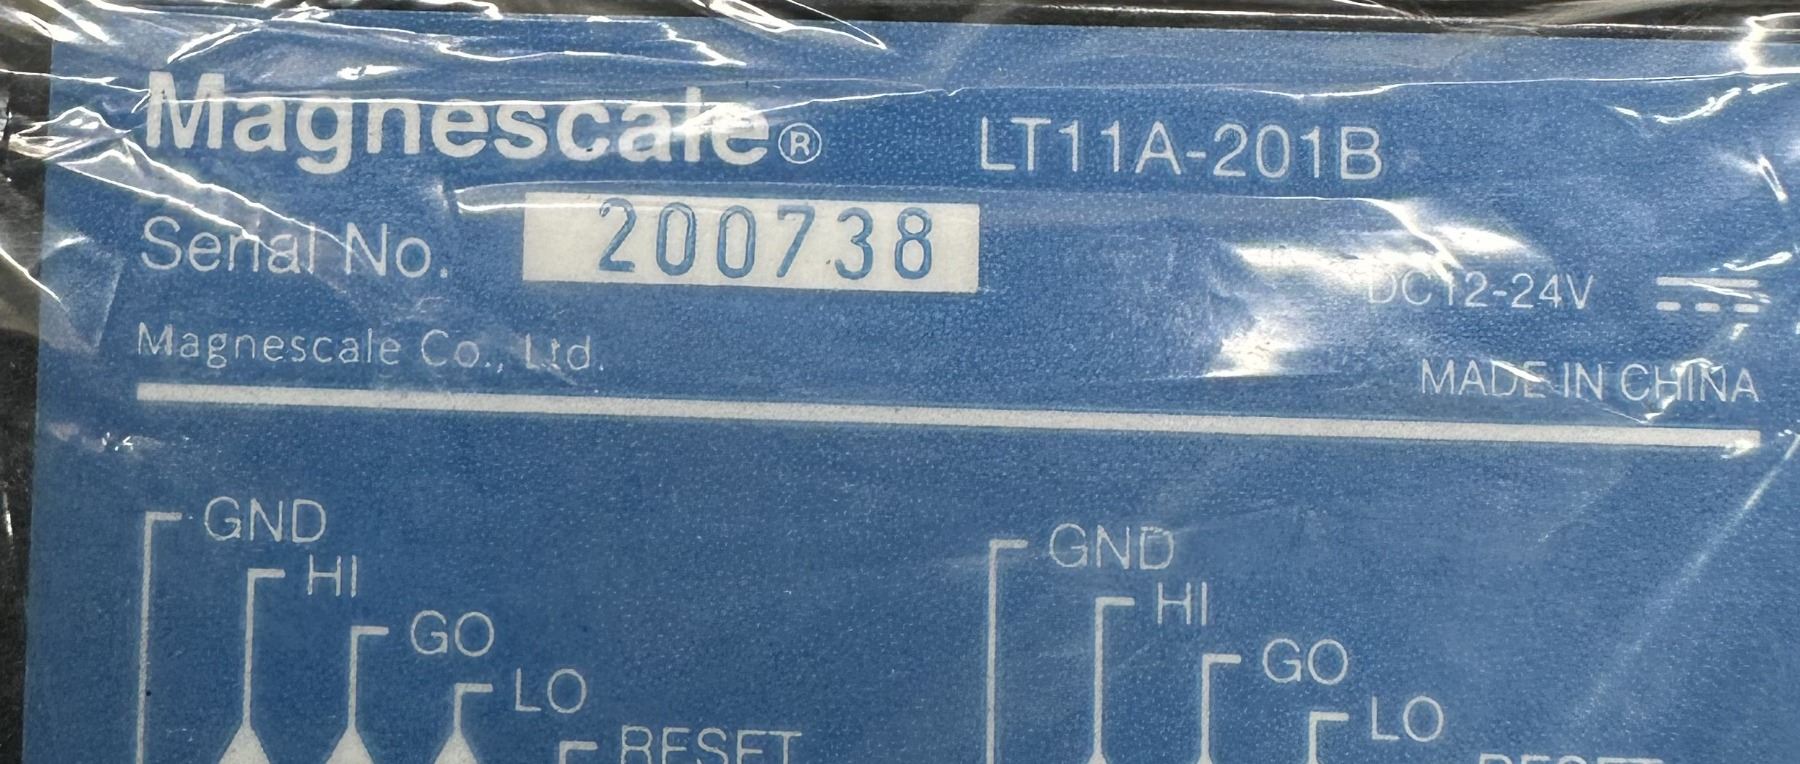 Magnescale® LT11A-201B
Serial No. 200738
DC12-24V
Magnescale Co., Ltd.
MADE IN CHINA
GND
HI
GO
LO
RESET
GND
HI
GO
LO
RESET